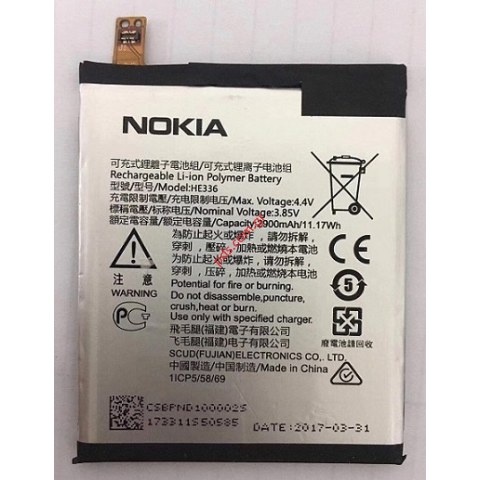 NOKIA
可充式鋰離子電池組/可充式锂离子电池组
Rechargeable Li-ion Polymer Battery
型號/型号/Model:HE336
充電限制電壓/充电限制电压/Max. Voltage:4.4V
標稱電壓/标称电压/Nominal Voltage:3.85V
額定電容量/额定容量/Rated 2900mAh/11.17Wh
為防止起火或爆炸，請勿拆解，
穿刺，壓碎，加熱或燃燒本電池
为防止起火或爆炸，请勿拆解，
穿刺，压碎，加热或燃烧本电池
Potential for fire or burning.
Do not disassemble,puncture,
crush,heat or burn.
Use only with specified charger.
飛毛腿(福建)電子有限公司
飞毛腿(福建)电子有限公司
SCUD(FUJIAN)ELECTRONICS CO.,LTD
中國製造/中国制造/Made in China
1ICP5/58/69
注意
WARNING
PC
CE
5
廢電池請回收
CSBPND1000025
173311S50585
DATE:2017-03-31